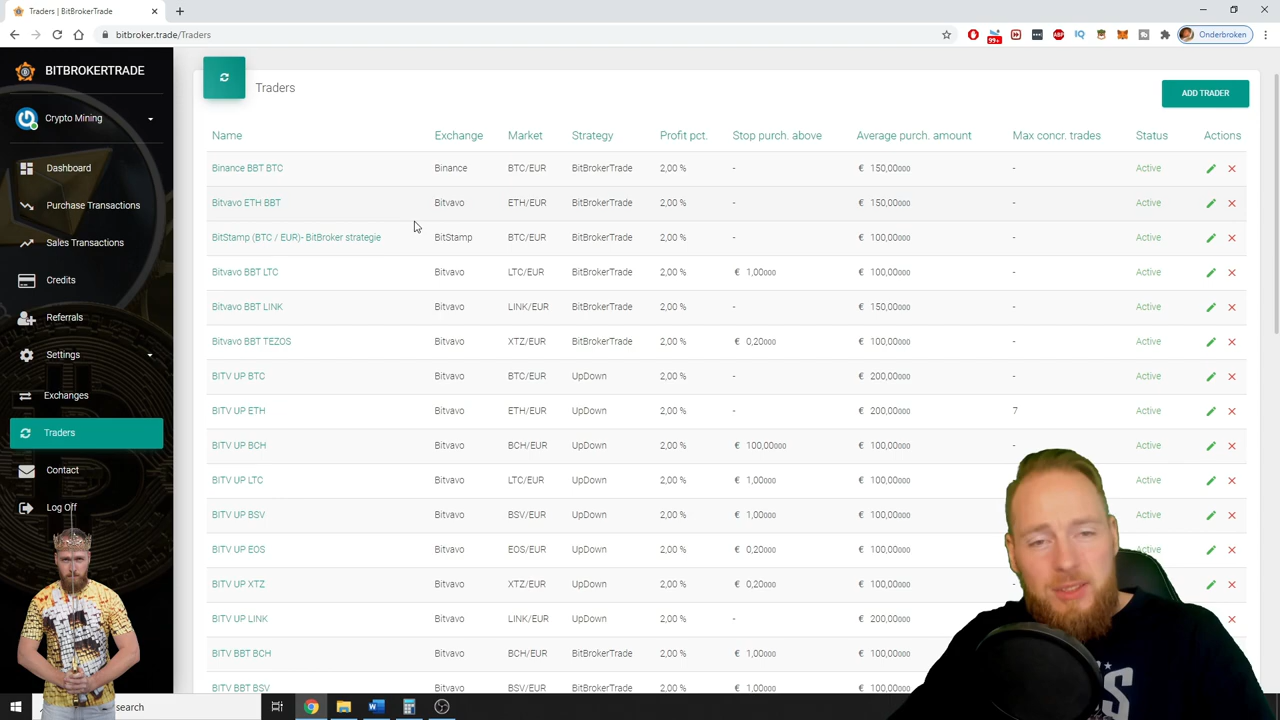 Traders | BitBrokerTrade
bitbroker.trade/Traders
99+
ABP
IQ
Onderbroken
BITBROKERTRADE
Crypto Mining
Dashboard
Purchase Transactions
Sales Transactions
Credits
Referrals
Settings
Exchanges
Traders
Contact
Log Off
Traders
ADD TRADER
Name Exchange Market Strategy Profit pct. Stop purch. above Average purch. amount Max concr. trades Status Actions
Binance BBT BTC Binance BTC/EUR BitBrokerTrade 2,00 % - € 150,00000 - Active
Bitvavo ETH BBT Bitvavo ETH/EUR BitBrokerTrade 2,00 % - € 150,00000 - Active
BitStamp (BTC / EUR)- BitBroker strategie BitStamp BTC/EUR BitBrokerTrade 2,00 % - € 100,00000 - Active
Bitvavo BBT LTC Bitvavo LTC/EUR BitBrokerTrade 2,00 % € 1,00000 € 100,00000 - Active
Bitvavo BBT LINK Bitvavo LINK/EUR BitBrokerTrade 2,00 % - € 150,00000 - Active
Bitvavo BBT TEZOS Bitvavo XTZ/EUR BitBrokerTrade 2,00 % € 0,20000 € 100,00000 - Active
BITV UP BTC Bitvavo BTC/EUR UpDown 2,00 % - € 200,00000 - Active
BITV UP ETH Bitvavo ETH/EUR UpDown 2,00 % - € 200,00000 7 Active
BITV UP BCH Bitvavo BCH/EUR UpDown 2,00 % € 100,00000 € 100,00000 - Active
BITV UP LTC Bitvavo LTC/EUR UpDown 2,00 % € 1,00000 € 100,00000 Active
BITV UP BSV Bitvavo BSV/EUR UpDown 2,00 % € 1,00000 € 100,00000 Active
BITV UP EOS Bitvavo EOS/EUR UpDown 2,00 % € 0,20000 € 100,00000 Active
BITV UP XTZ Bitvavo XTZ/EUR UpDown 2,00 % € 0,20000 € 100,00000 -
BITV UP LINK Bitvavo LINK/EUR UpDown 2,00 % - € 200,00000
BITV BBT BCH Bitvavo BCH/EUR BitBrokerTrade 2,00 % € 1,00000 € 100,00000
BITV BBT BSV Bitvavo BSV/EUR BitBrokerTrade 2,00 % € 1,00000 € 100,00000
search